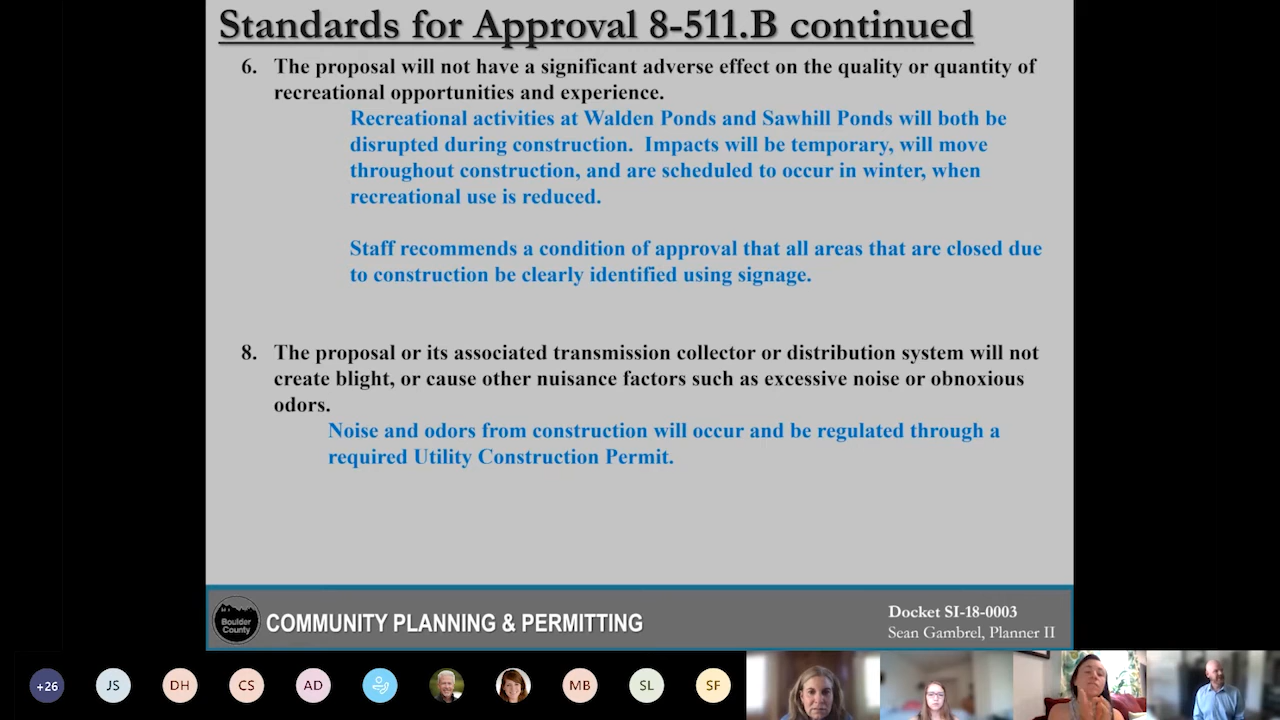 Standards for Approval 8-511.B continued
6. The proposal will not have a significant adverse effect on the quality or quantity of
recreational opportunities and experience.
Recreational activities at Walden Ponds and Sawhill Ponds will both be
disrupted during construction. Impacts will be temporary, will move
throughout construction, and are scheduled to occur in winter, when
recreational use is reduced.
Staff recommends a condition of approval that all areas that are closed due
to construction be clearly identified using signage.
8. The proposal or its associated transmission collector or distribution system will not
create blight, or cause other nuisance factors such as excessive noise or obnoxious
odors.
Noise and odors from construction will occur and be regulated through a
required Utility Construction Permit.
Boulder
County
COMMUNITY PLANNING & PERMITTING
Docket SI-18-0003
Sean Gambrel, Planner II
+26 JS DH CS AD MB SL SF